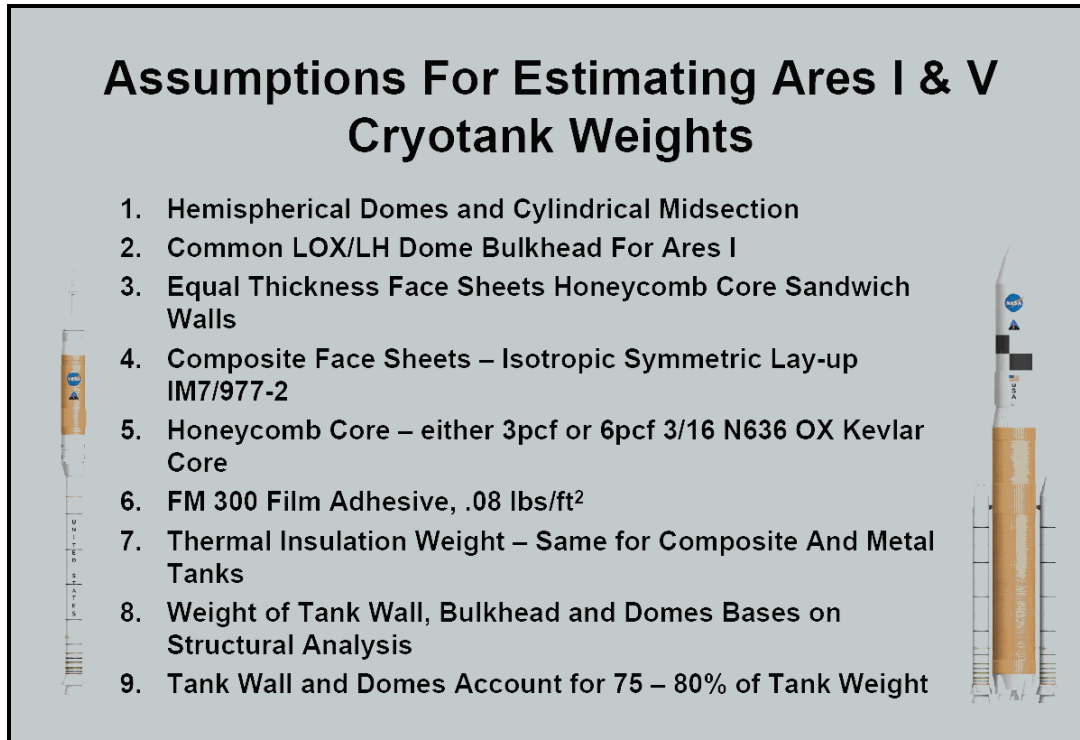 Assumptions For Estimating Ares I & V
Cryotank Weights
1. Hemispherical Domes and Cylindrical Midsection
2. Common LOX/LH Dome Bulkhead For Ares I
3. Equal Thickness Face Sheets Honeycomb Core Sandwich
Walls
4. Composite Face Sheets – Isotropic Symmetric Lay-up
IM7/977-2
5. Honeycomb Core – either 3pcf or 6pcf 3/16 N636 OX Kevlar
Core
6. FM 300 Film Adhesive, .08 lbs/ft²
7. Thermal Insulation Weight – Same for Composite And Metal
Tanks
8. Weight of Tank Wall, Bulkhead and Domes Bases on
Structural Analysis
9. Tank Wall and Domes Account for 75 – 80% of Tank Weight
NASA
UNITED STATES
NASA
USA